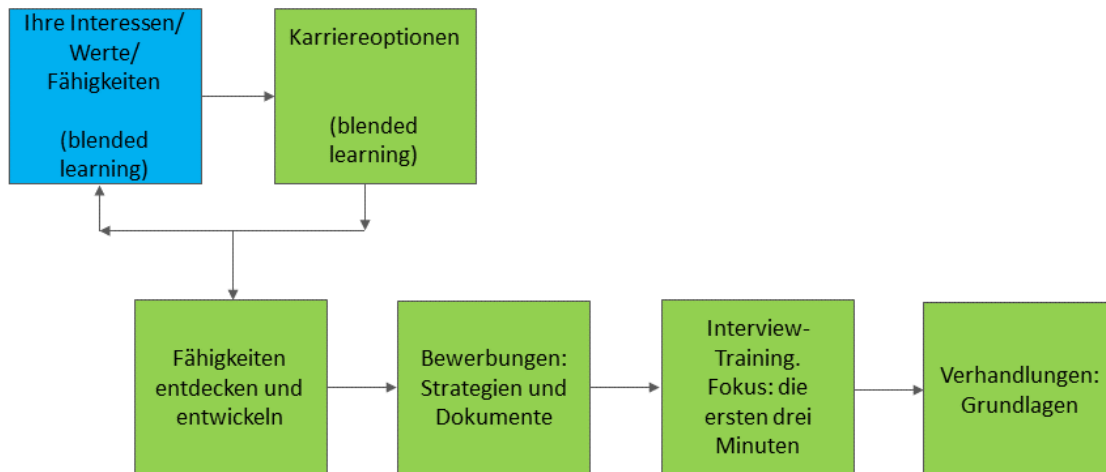 Ihre Interessen/
Werte/
Fähigkeiten
(blended
learning)
Karriereoptionen
(blended
learning)
Fähigkeiten
entdecken und
entwickeln
Bewerbungen:
Strategien und
Dokumente
Interview-
Training.
Fokus: die
ersten drei
Minuten
Verhandlungen:
Grundlagen